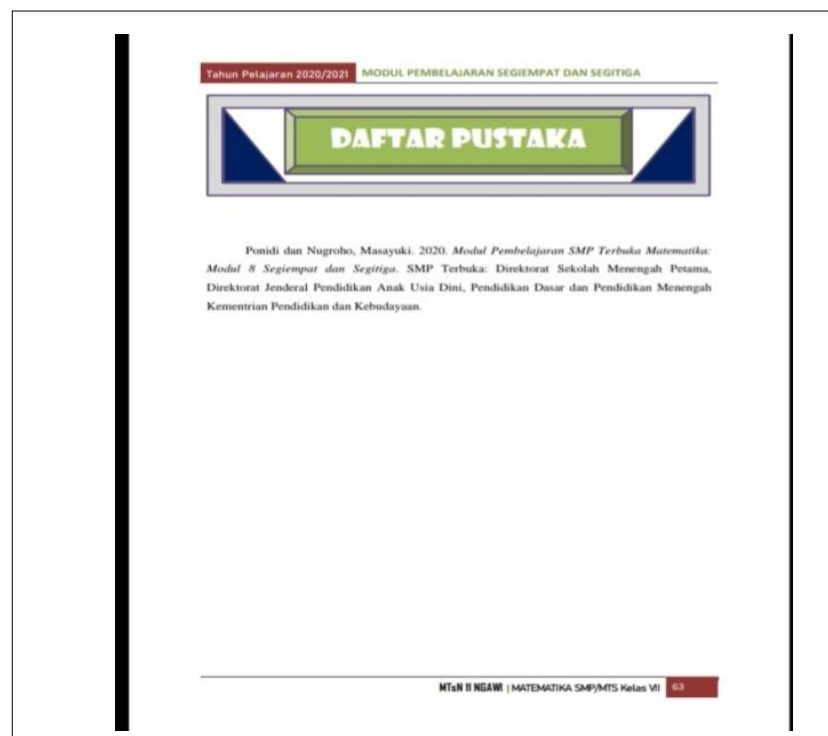 Tahun Pelajaran 2020/2021 MODUL PEMBELAJARAN SEGIEMPAT DAN SEGITIGA
DAFTAR PUSTAKA
Ponidi dan Nugroho, Masayuki. 2020. Modul Pembelajaran SMP Terbuka Matematika:
Modul 8 Segiempat dan Segitiga. SMP Terbuka: Direktorat Sekolah Menengah Petama,
Direktorat Jenderal Pendidikan Anak Usia Dini, Pendidikan Dasar dan Pendidikan Menengah
Kementrian Pendidikan dan Kebudayaan.
MTsN II NGAWI | MATEMATIKA SMP/MTS Kelas VII 63